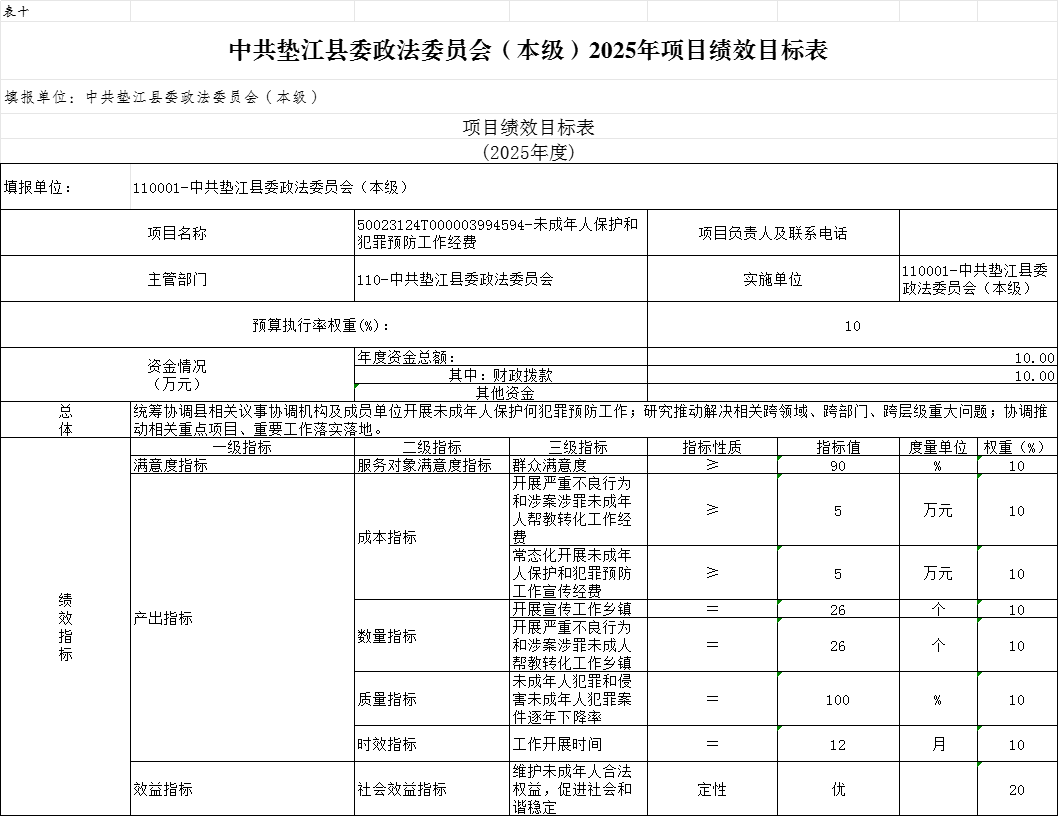 表十
中共垫江县委政法委员会（本级）2025年项目绩效目标表
填报单位：中共垫江县委政法委员会（本级）
项目绩效目标表
(2025年度)
填报单位： 110001-中共垫江县委政法委员会（本级）
项目名称 50023124T000003994594-未成年人保护和
犯罪预防工作经费 项目负责人及联系电话
主管部门 110-中共垫江县委政法委员会 实施单位 110001-中共垫江县委
政法委员会（本级）
预算执行率权重(%)： 10
资金情况
（万元）
年度资金总额： 10.00
其中：财政拨款 10.00
其他资金
总
体
统筹协调县相关议事协调机构及成员单位开展未成年人保护何犯罪预防工作；研究推动解决相关跨领域、跨部门、跨层级重大问题；协调推
动相关重点项目、重要工作落实落地。
绩
效
指
标
一级指标 二级指标 三级指标 指标性质 指标值 度量单位 权重（%）
满意度指标 服务对象满意度指标 群众满意度 ≥ 90 % 10
产出指标
成本指标
开展严重不良行为
和涉案涉罪未成年
人帮教转化工作经
费
≥ 5 万元 10
常态化开展未成年
人保护和犯罪预防
工作宣传经费
≥ 5 万元 10
数量指标
开展宣传工作乡镇 ＝ 26 个 10
开展严重不良行为
和涉案涉罪未成人
帮教转化工作乡镇
＝ 26 个 10
质量指标
未成年人犯罪和侵
害未成年人犯罪案
件逐年下降率
＝ 100 % 10
时效指标 工作开展时间 ＝ 12 月 10
效益指标 社会效益指标
维护未成年人合法
权益，促进社会和
谐稳定
定性 优 20